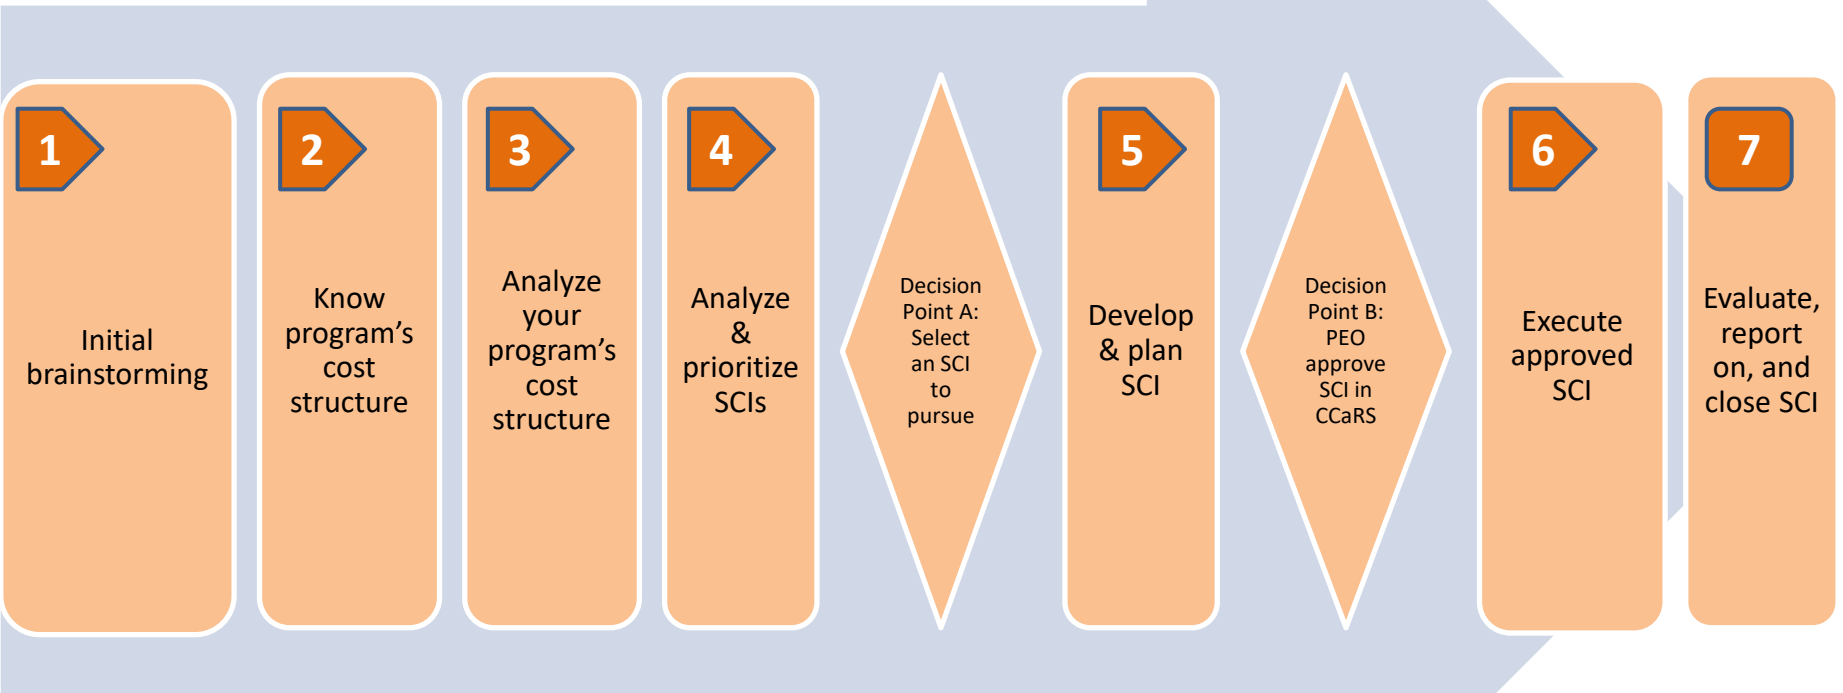 1
Initial
brainstorming
2
Know
program's
cost
structure
3
Analyze
your
program's
cost
structure
4
Analyze
&
prioritize
SCIs
Decision
Point A:
Select
an SCI
to
pursue
5
Develop
& plan
SCI
Decision
Point B:
PEO
approve
SCI in
CCaRS
6
Execute
approved
SCI
7
Evaluate,
report
on, and
close SCI